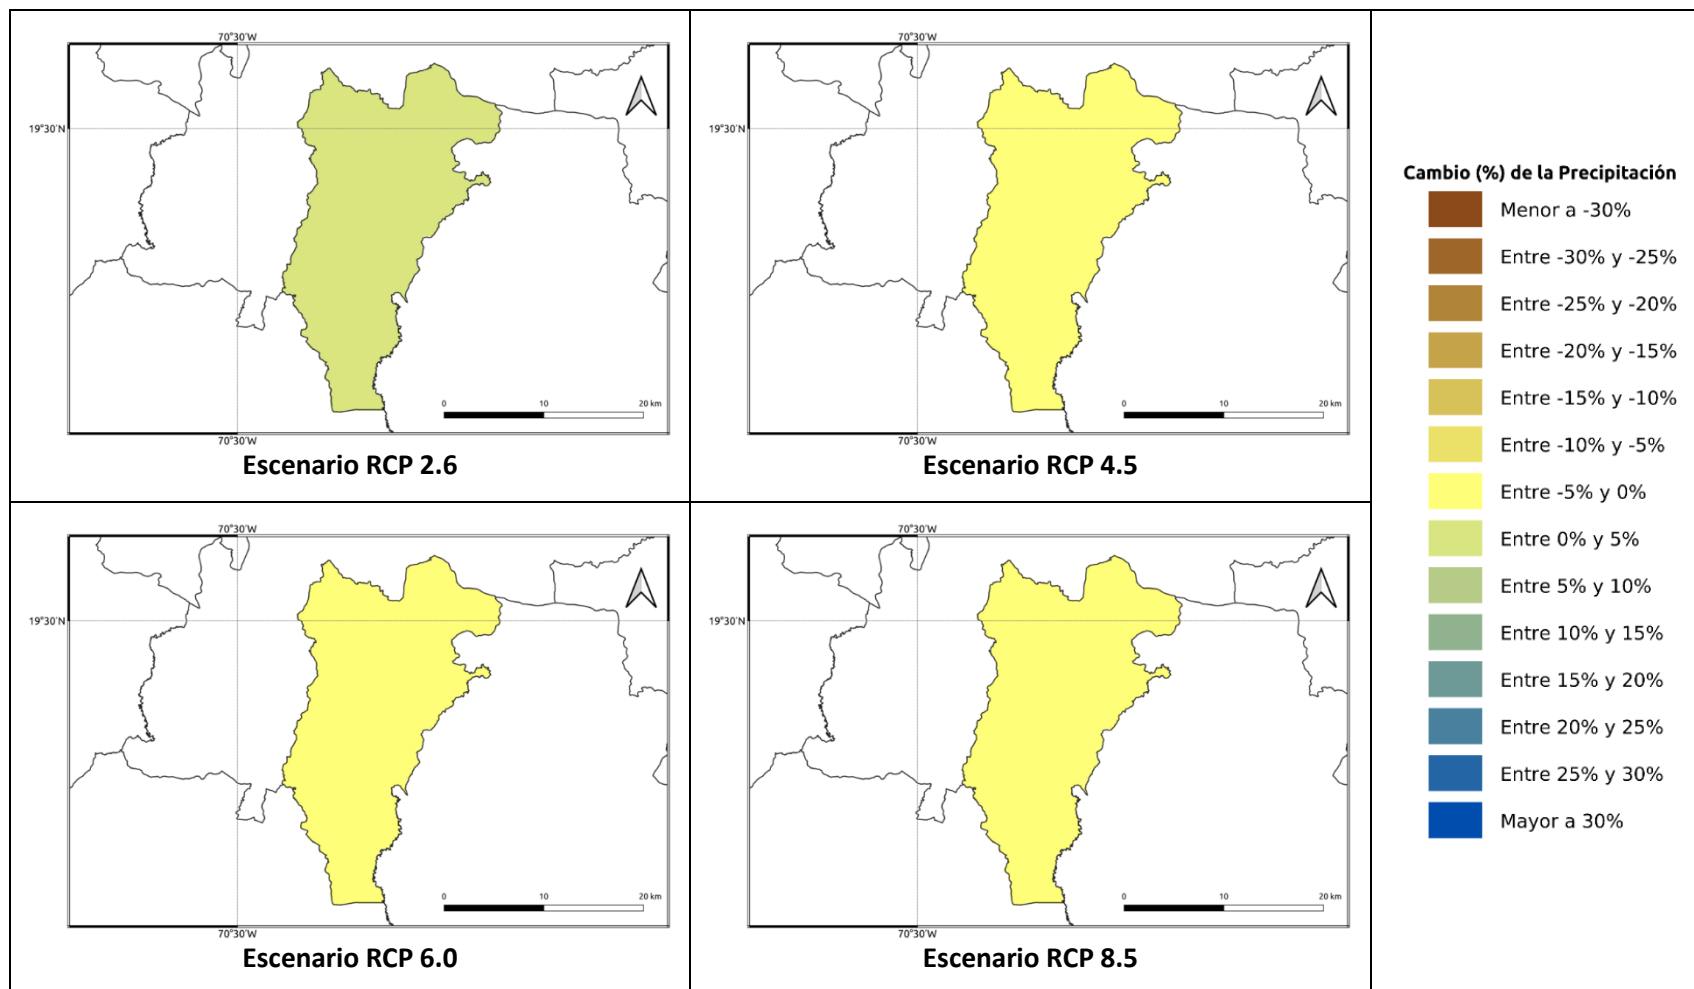 70°30'W
19°30'N
0 10 20 km
70°30'W
Escenario RCP 2.6
70°30'W
19°30'N
0 10 20 km
70°30'W
Escenario RCP 4.5
70°30'W
19°30'N
0 10 20 km
70°30'W
Escenario RCP 6.0
70°30'W
19°30'N
0 10 20 km
70°30'W
Escenario RCP 8.5
Cambio (%) de la Precipitación
Menor a -30%
Entre -30% y -25%
Entre -25% y -20%
Entre -20% y -15%
Entre -15% y -10%
Entre -10% y -5%
Entre -5% y 0%
Entre 0% y 5%
Entre 5% y 10%
Entre 10% y 15%
Entre 15% y 20%
Entre 20% y 25%
Entre 25% y 30%
Mayor a 30%